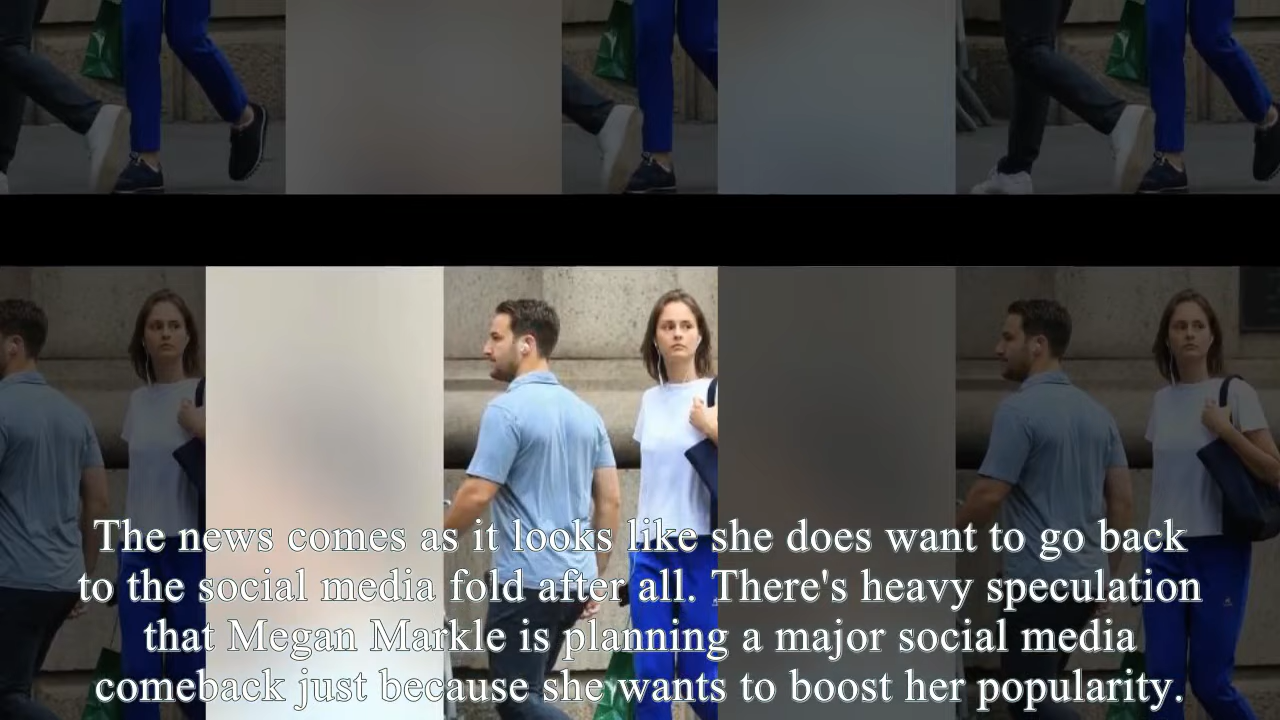 The news comes as it looks like she does want to go back
to the social media fold after all. There's heavy speculation
that Megan Markle is planning a major social media
comeback just because she wants to boost her popularity.